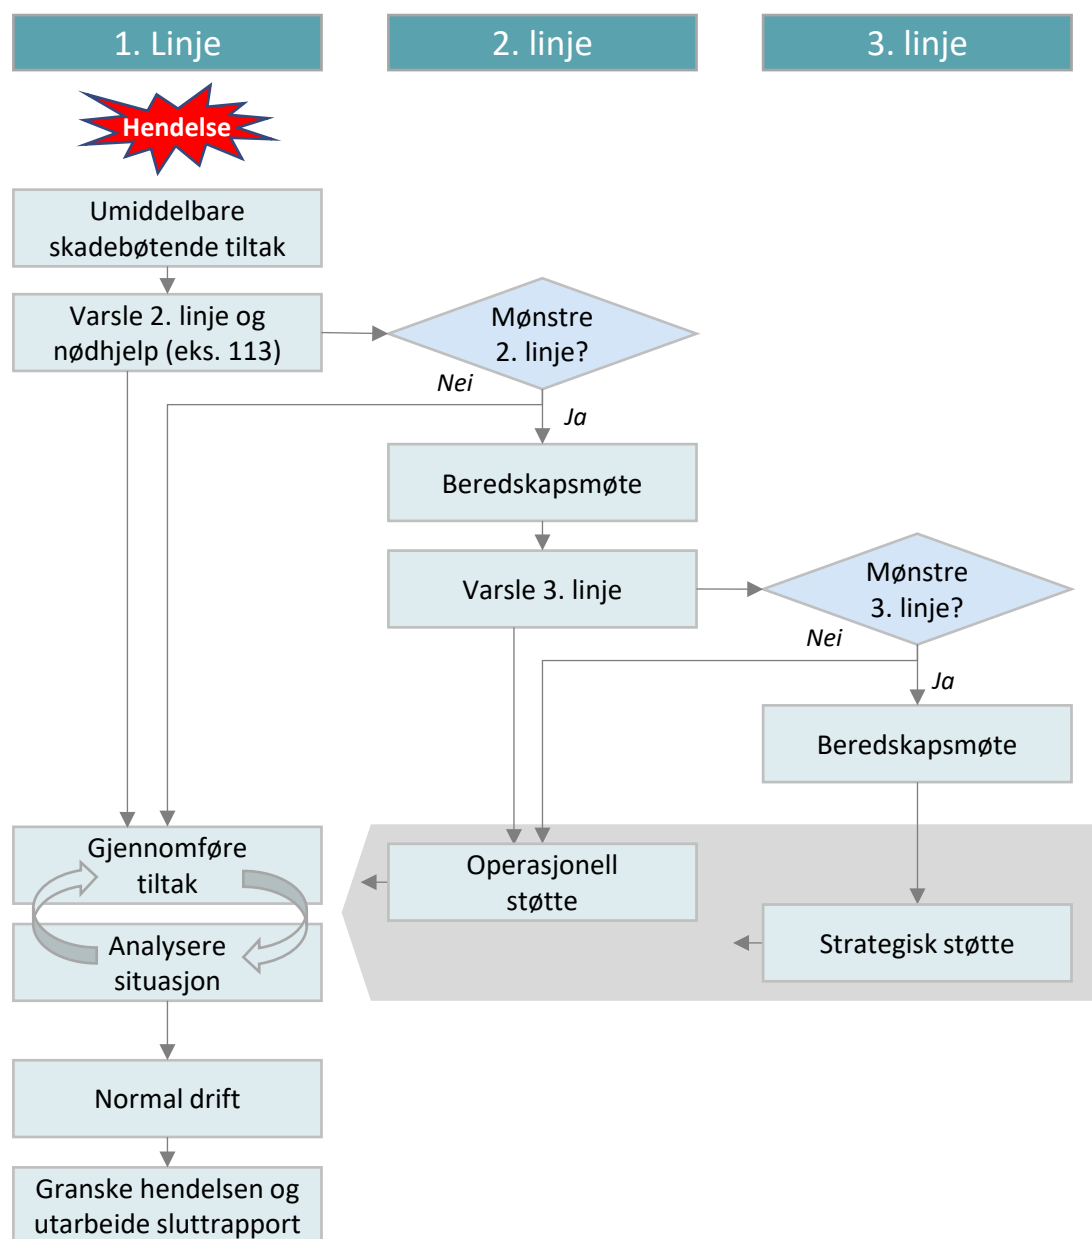 1. Linje
2. linje
3. linje
Hendelse
Umiddelbare
skadebøtende tiltak
Varsle 2. linje og
nødhjelp (eks. 113)
Mønstre
2. linje?
Nei
Ja
Beredskapsmøte
Varsle 3. linje
Mønstre
3. linje?
Nei
Ja
Beredskapsmøte
Gjennomføre
tiltak
Operasjonell
støtte
Analysere
situasjon
Strategisk støtte
Normal drift
Granske hendelsen og
utarbeide sluttrapport